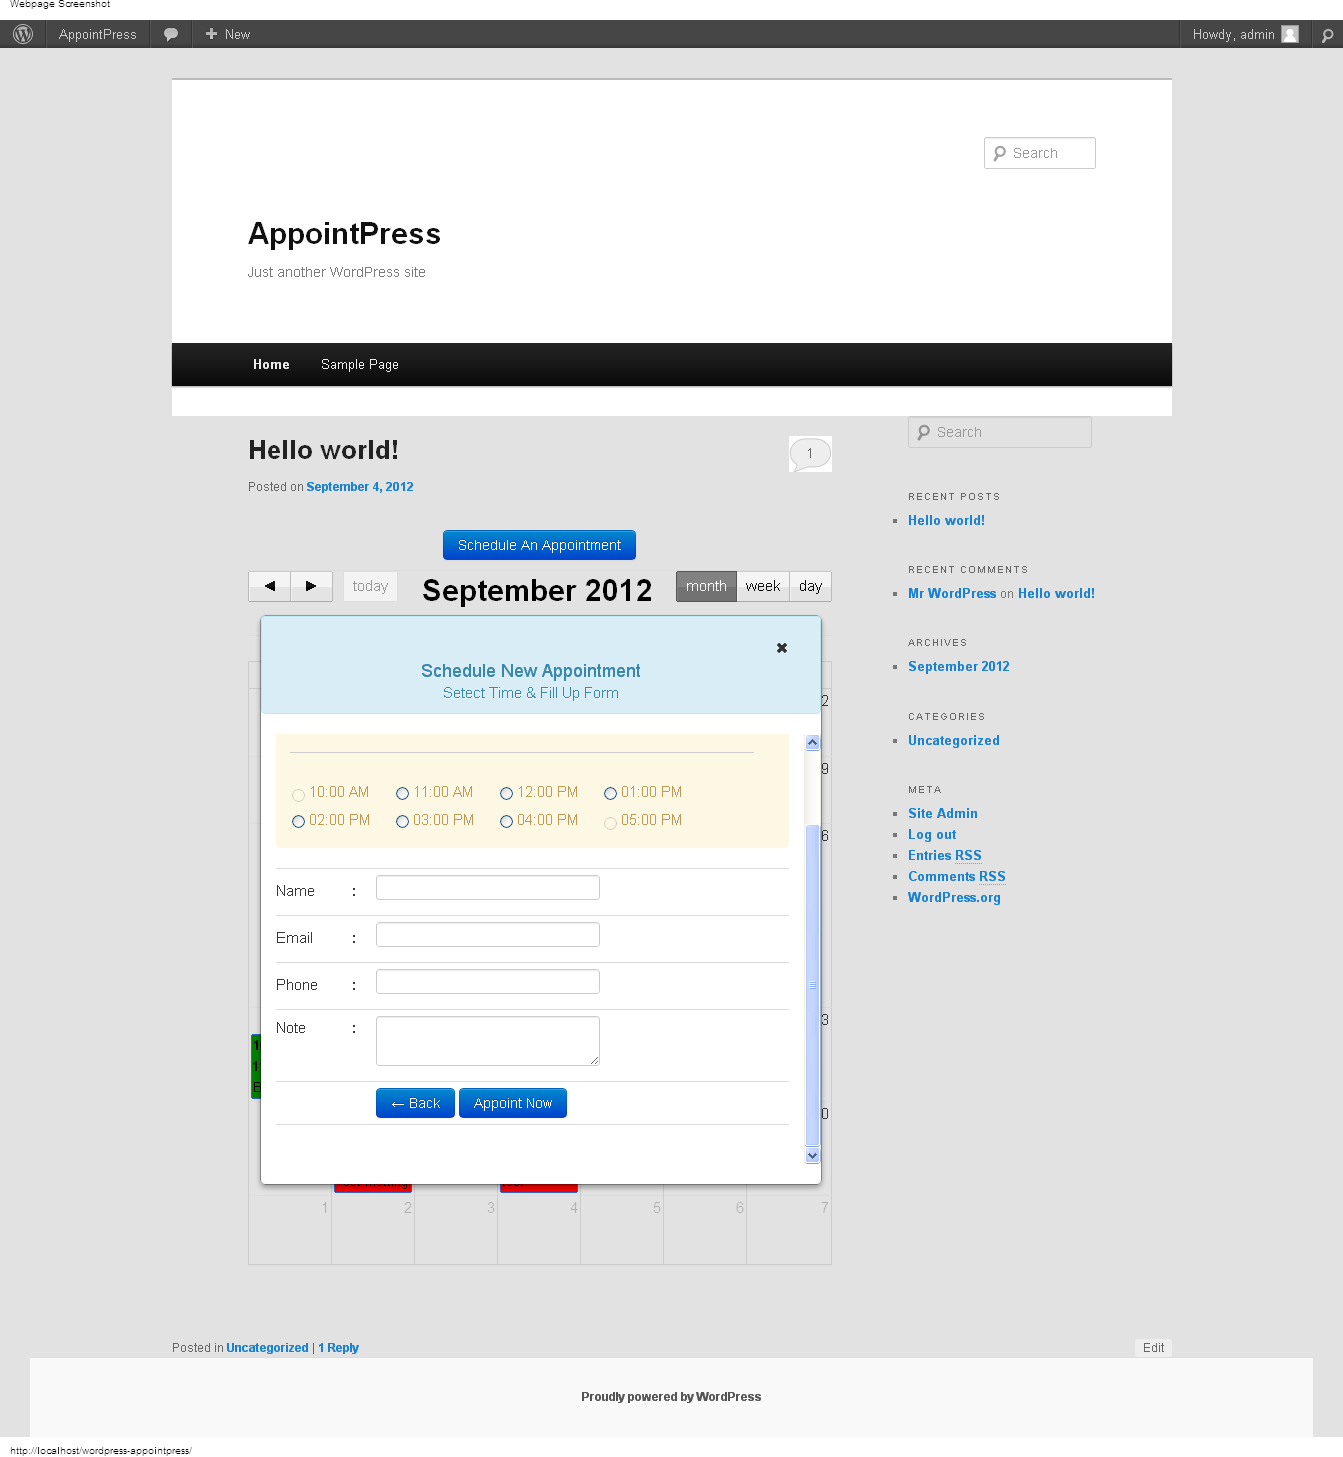 Webpage Screenshot
AppointPress
New
Howdy, admin
Search
AppointPress
Just another WordPress site
Home
Sample Page
Hello world!
1
Posted on September 4, 2012
Schedule An Appointment
◄ ► today September 2012 month week day
Schedule New Appointment
✖
Setect Time & Fill Up Form
2
9
6
3
0
10:00 AM 11:00 AM 12:00 PM 01:00 PM
02:00 PM 03:00 PM 04:00 PM 05:00 PM
Name :
Email :
Phone :
Note :
← Back Appoint Now
1 2 3 4 5 6 7
Search
RECENT POSTS
Hello world!
RECENT COMMENTS
Mr WordPress on Hello world!
ARCHIVES
September 2012
CATEGORIES
Uncategorized
META
Site Admin
Log out
Entries RSS
Comments RSS
WordPress.org
Posted in Uncategorized | 1 Reply
Edit
Proudly powered by WordPress
http://localhost/wordpress-appointpress/